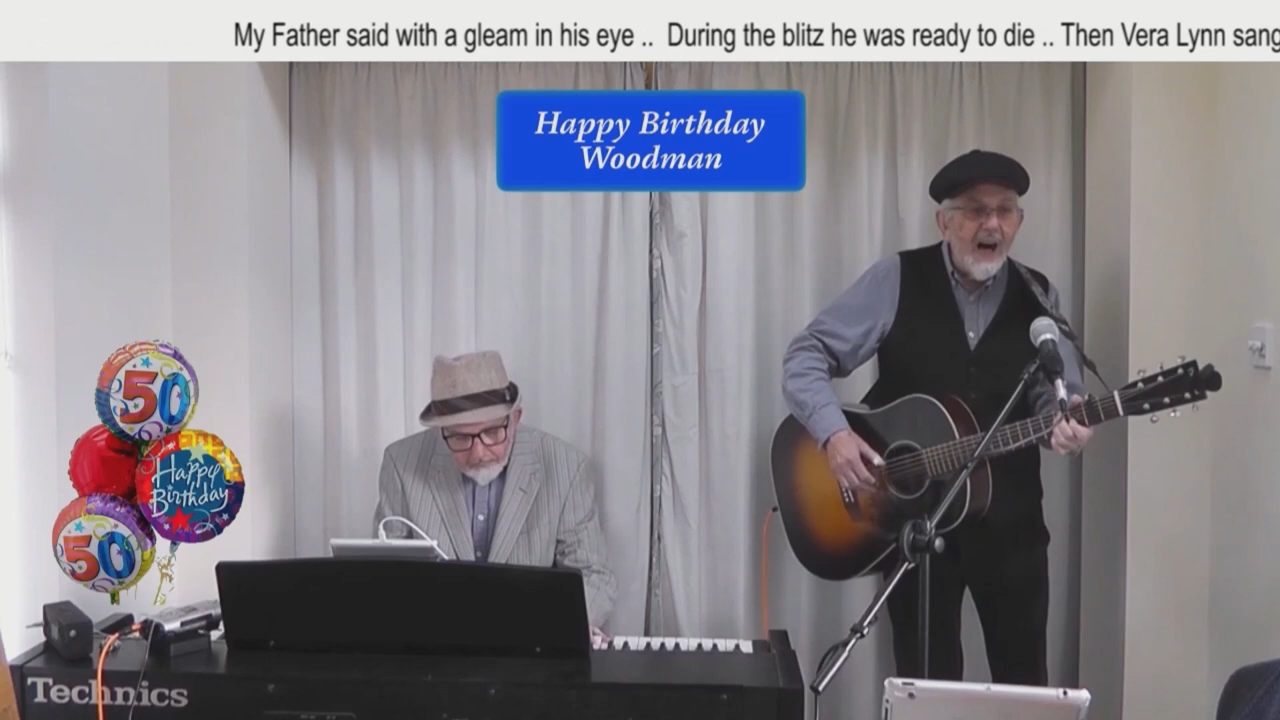 My Father said with a gleam in his eye .. During the blitz he was ready to die .. Then Vera Lynn sang
Happy Birthday
Woodman
50
Happy
Birthday
50
Technics